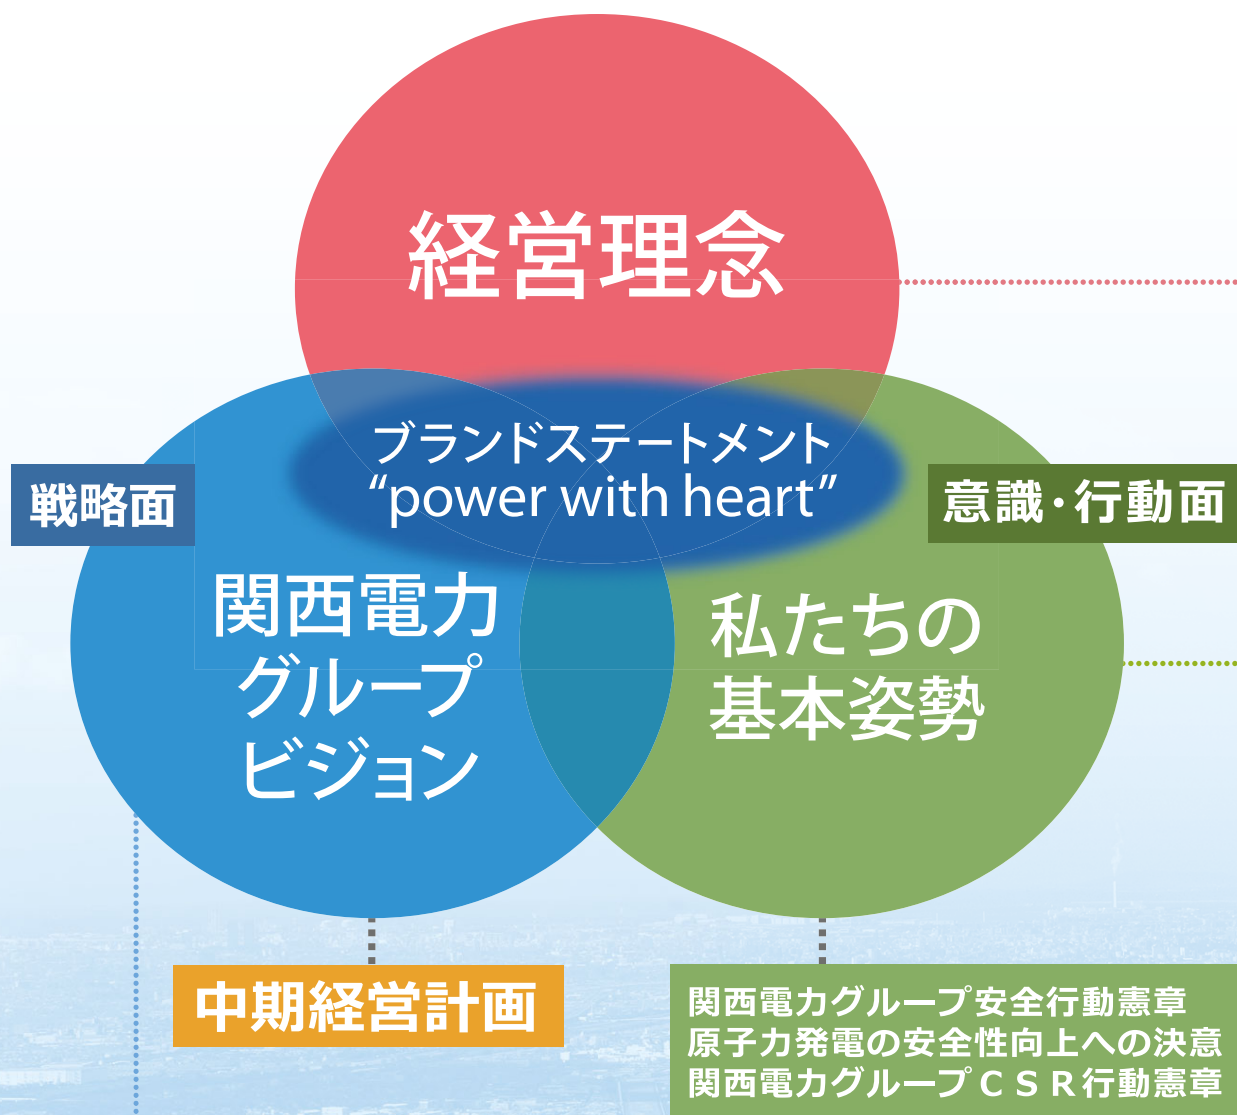 経営理念
ブランドステートメント
“power with heart”
戦略面
意識・行動面
関西電力
グループ
ビジョン
私たちの
基本姿勢
中期経営計画
関西電力グループ安全行動憲章
原子力発電の安全性向上への決意
関西電力グループＣＳＲ行動憲章